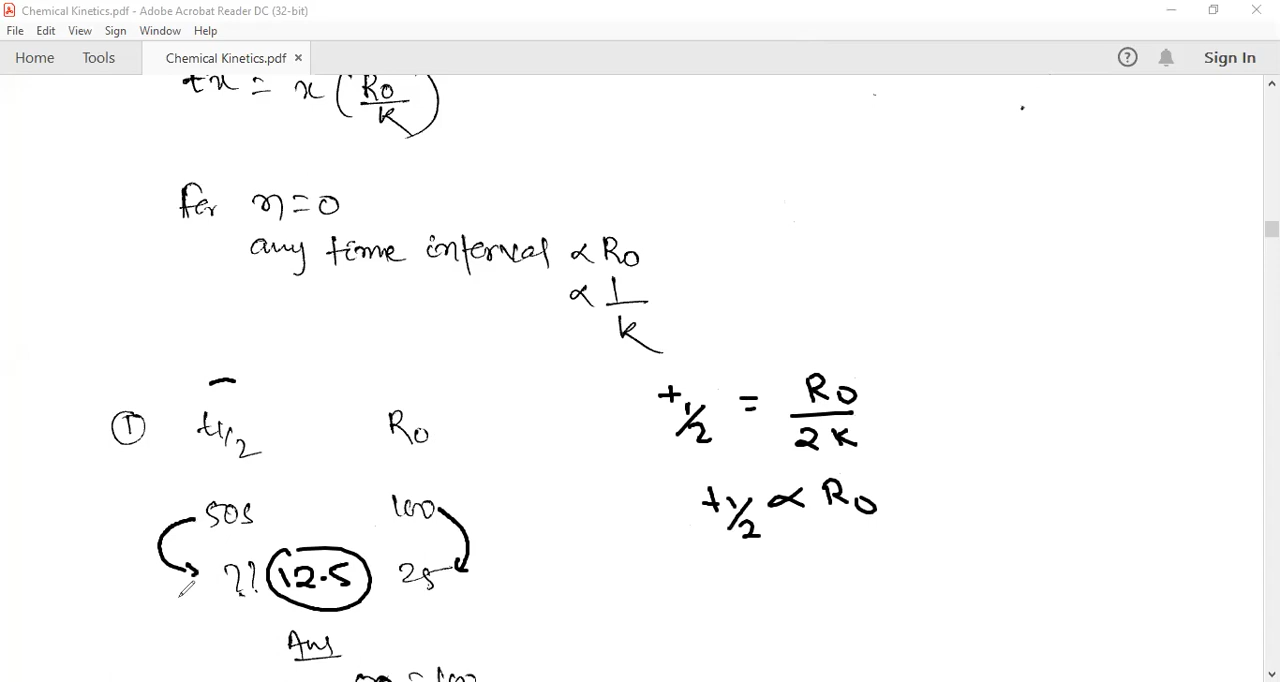 Chemical Kinetics.pdf - Adobe Acrobat Reader DC (32-bit)
File Edit View Sign Window Help
Home Tools Chemical Kinetics.pdf × Sign In
tx = x (R0/K)
for n=0
any time interval ∝ R0
∝ 1/K
t1/2 = R0/2K
① t1/2 R0
t1/2 ∝ R0
50s 100
?? 12.5 25
Ans